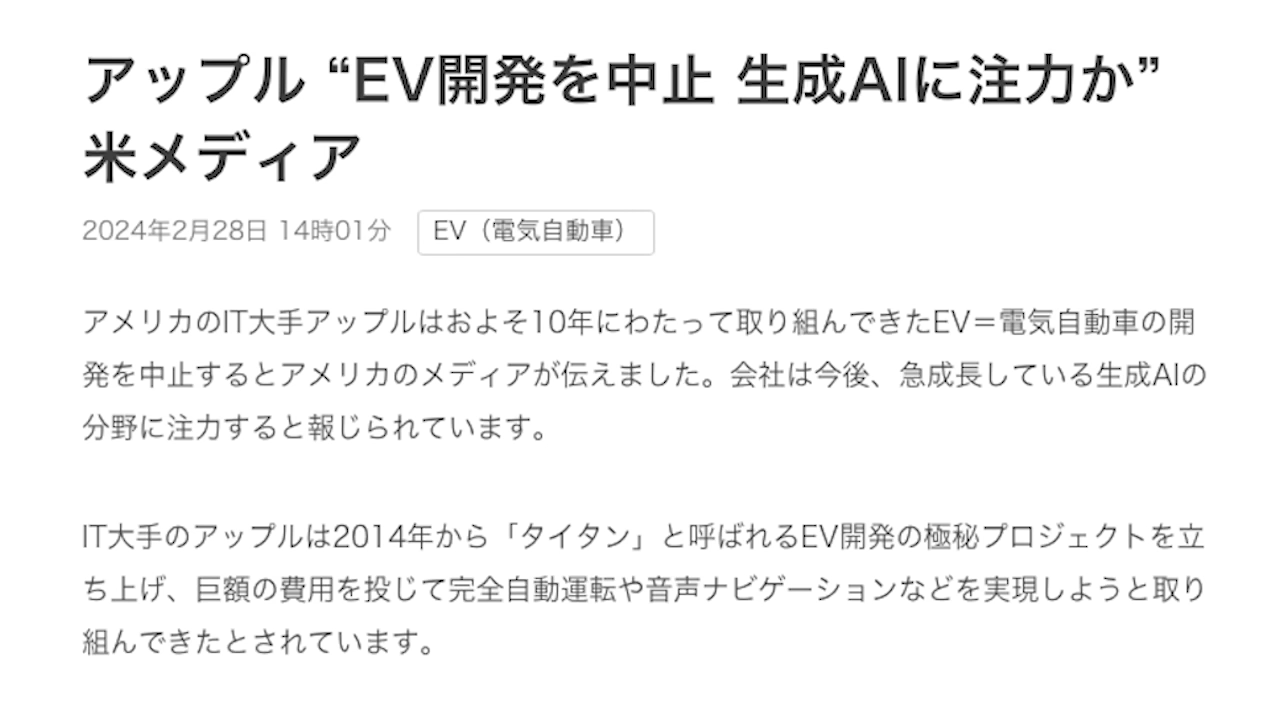 アップル “EV開発を中止 生成AIに注力か”
米メディア
2024年2月28日 14時01分 EV（電気自動車）
アメリカのIT大手アップルはおよそ10年にわたって取り組んできたEV＝電気自動車の開
発を中止するとアメリカのメディアが伝えました。会社は今後、急成長している生成AIの
分野に注力すると報じられています。
IT大手のアップルは2014年から「タイタン」と呼ばれるEV開発の極秘プロジェクトを立
ち上げ、巨額の費用を投じて完全自動運転や音声ナビゲーションなどを実現しようと取り
組んできたとされています。